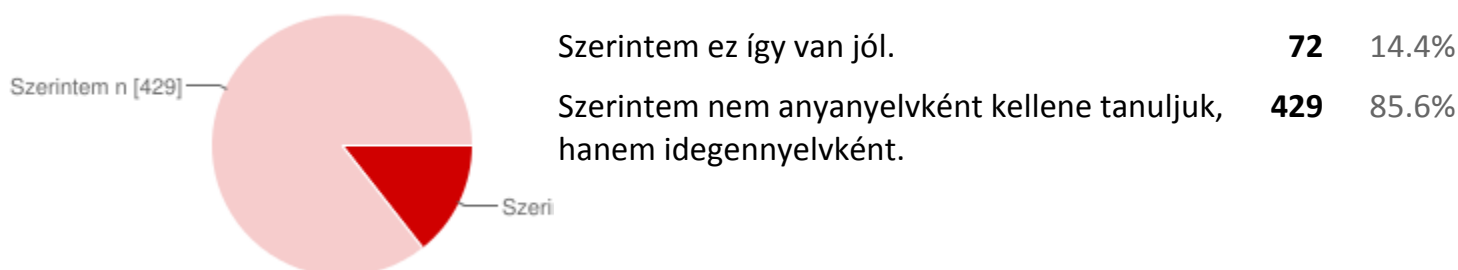 Szerintem n [429]
Szeri
Szerintem ez így van jól. 72 14.4%
Szerintem nem anyanyelvként kellene tanuljuk, 429 85.6%
hanem idegennyelvként.